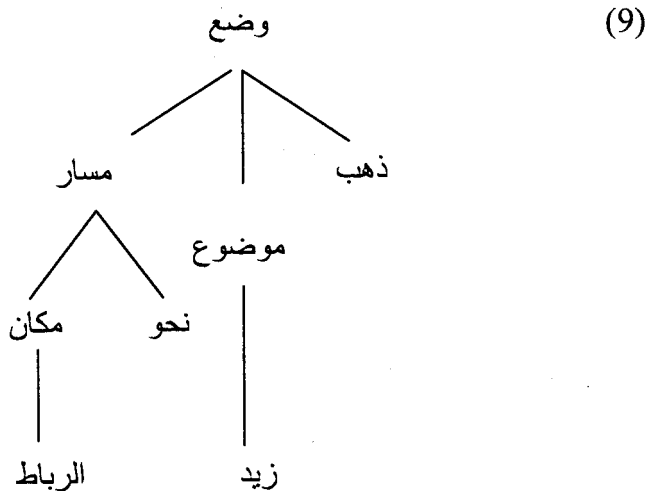 (9)
وضع
ذهب
مسار
موضوع
نحو
مكان
زيد
الرباط